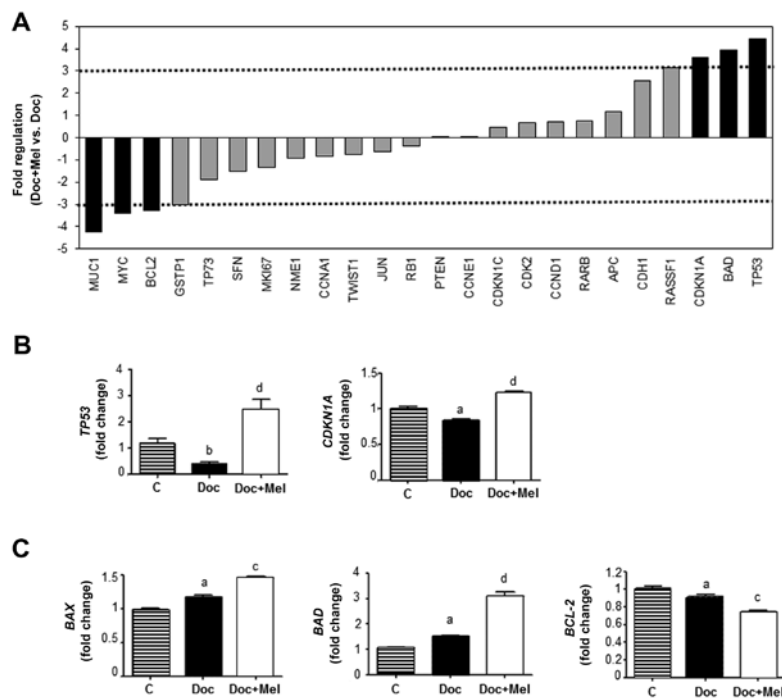 A
Fold regulation
(Doc+Mel vs. Doc)
5
4
3
2
1
0
-1
-2
-3
-4
-5
MUC1
MYC
BCL2
GSTP1
TP73
SFN
MKI67
NME1
CCNA1
TWIST1
JUN
RB1
PTEN
CCNE1
CDKN1C
CDK2
CCND1
RARB
APC
CDH1
RASSF1
CDKN1A
BAD
TP53
B
TP53
(fold change)
4
3
2
1
0
b
d
C Doc Doc+Mel
CDKN1A
(fold change)
1.5
1
0.5
0
a
d
C Doc Doc+Mel
C
BAX
(fold change)
1.5
1
0.5
0
a
c
C Doc Doc+Mel
BAD
(fold change)
4
3
2
1
0
a
d
C Doc Doc+Mel
BCL-2
(fold change)
1.2
1
0.8
0.6
0.4
0.2
0
a
c
C Doc Doc+Mel